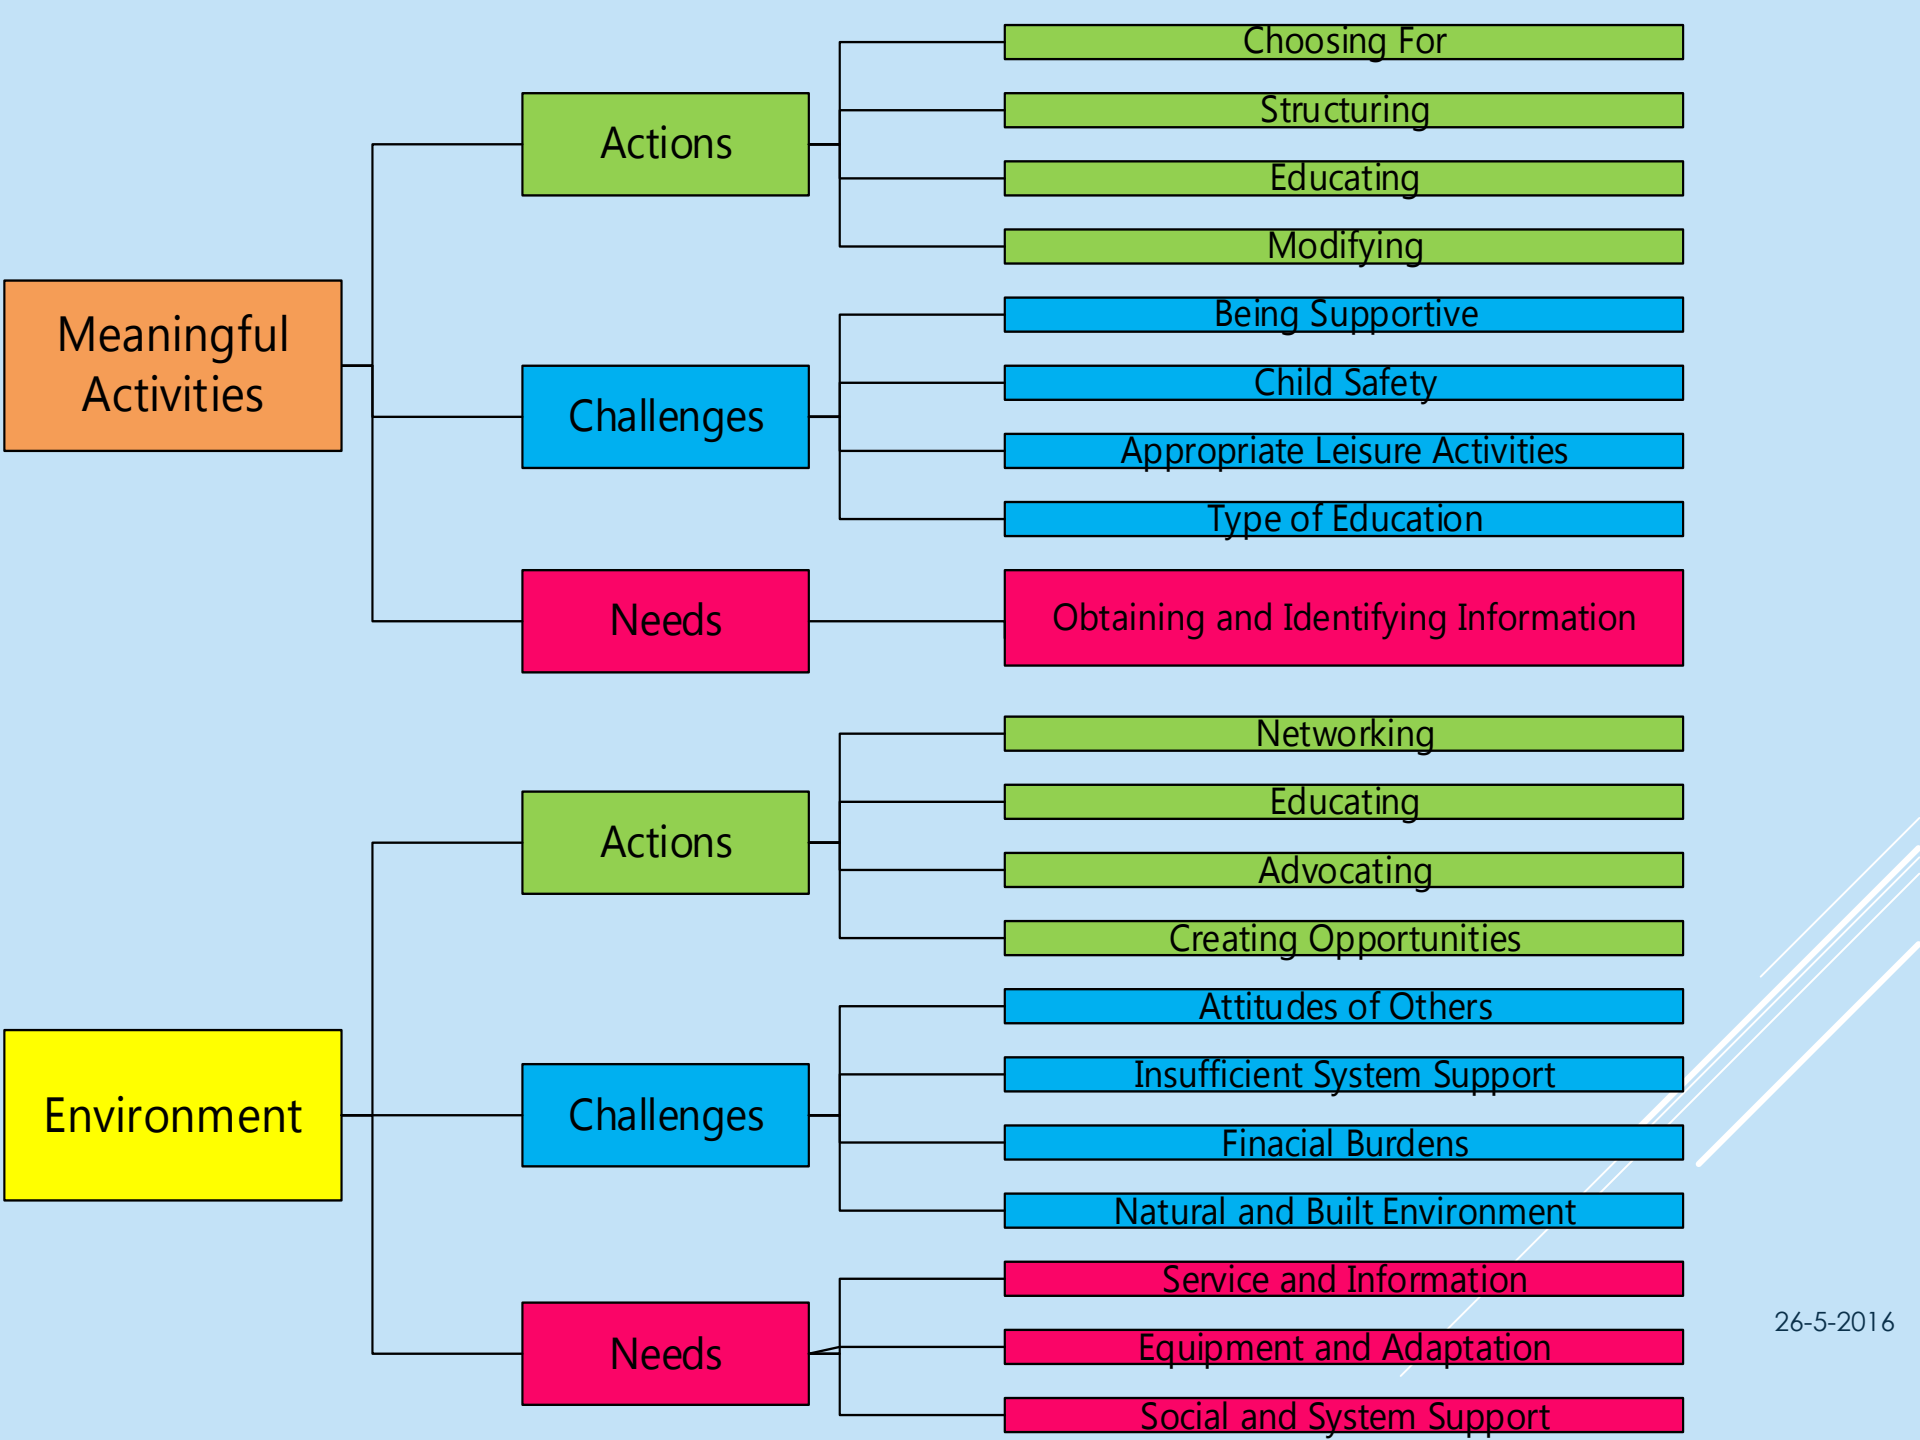 Meaningful
Activities
Actions
Choosing For
Structuring
Educating
Modifying
Challenges
Being Supportive
Child Safety
Appropriate Leisure Activities
Type of Education
Needs
Obtaining and Identifying Information
Environment
Actions
Networking
Educating
Advocating
Creating Opportunities
Challenges
Attitudes of Others
Insufficient System Support
Finacial Burdens
Natural and Built Environment
Needs
Service and Information
Equipment and Adaptation
Social and System Support
26-5-2016